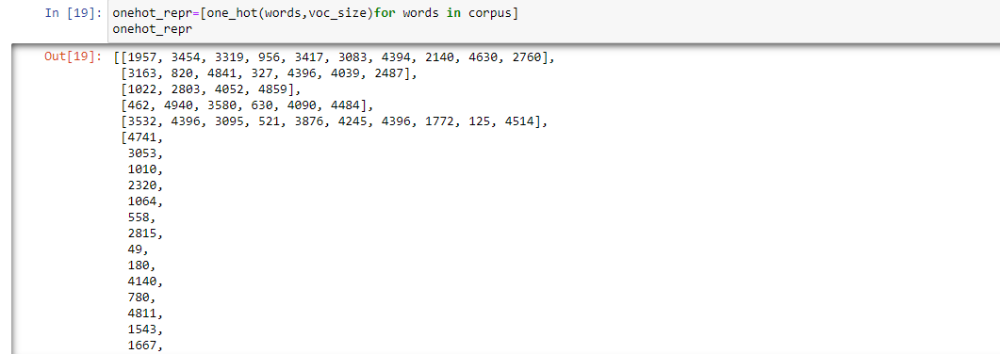 In [19]: onehot_repr=[one_hot(words,voc_size)for words in corpus]
onehot_repr
Out[19]: [[1957, 3454, 3319, 956, 3417, 3083, 4394, 2140, 4630, 2760],
[3163, 820, 4841, 327, 4396, 4039, 2487],
[1022, 2803, 4052, 4859],
[462, 4940, 3580, 630, 4090, 4484],
[3532, 4396, 3095, 521, 3876, 4245, 4396, 1772, 125, 4514],
[4741,
3053,
1010,
2320,
1064,
558,
2815,
49,
180,
4140,
780,
4811,
1543,
1667,